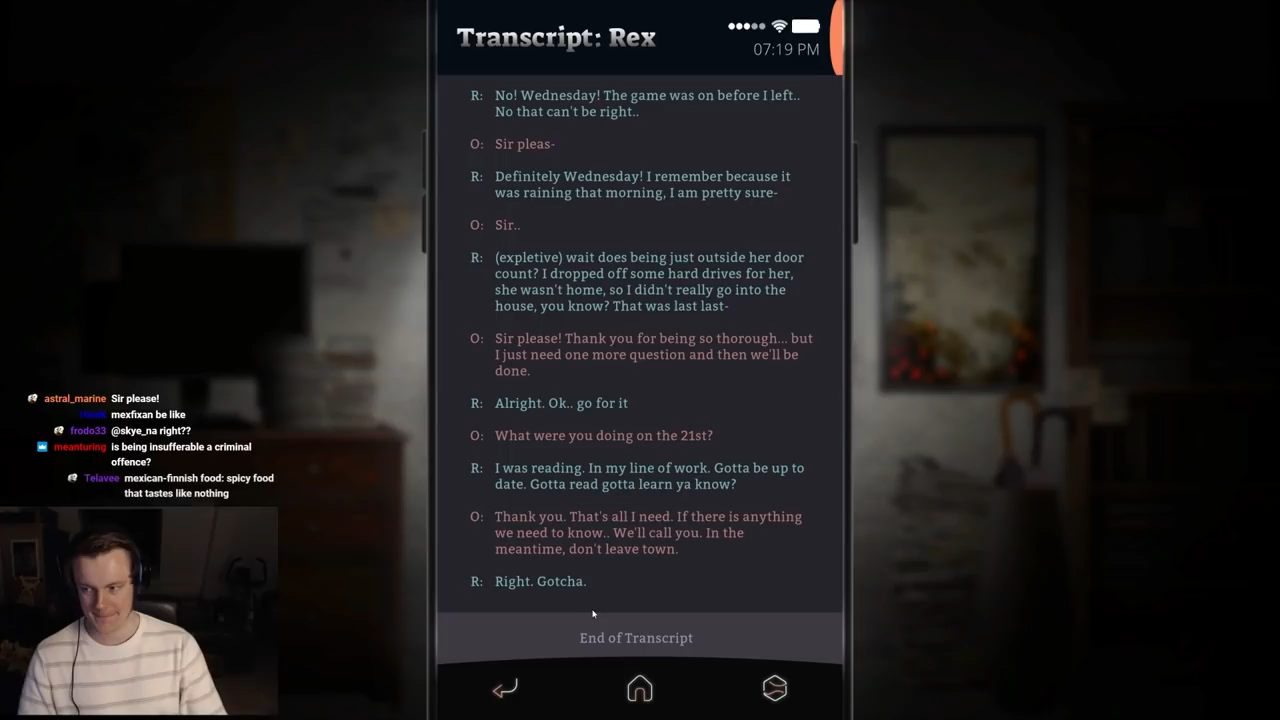 Transcript: Rex
07:19 PM
R: No! Wednesday! The game was on before I left..
No that can't be right..
O: Sir pleas-
R: Definitely Wednesday! I remember because it
was raining that morning, I am pretty sure-
O: Sir..
R: (expletive) wait does being just outside her door
count? I dropped off some hard drives for her,
she wasn't home, so I didn't really go into the
house, you know? That was last last-
O: Sir please! Thank you for being so thorough... but
I just need one more question and then we'll be
done.
R: Alright. Ok.. go for it
O: What were you doing on the 21st?
R: I was reading. In my line of work. Gotta be up to
date. Gotta read gotta learn ya know?
O: Thank you. That's all I need. If there is anything
we need to know.. We'll call you. In the
meantime, don't leave town.
R: Right. Gotcha.
End of Transcript
astral_marine Sir please!
mexfixan be like
frodo33 @skye_na right??
meanturing is being insufferable a criminal
offence?
Telavee mexican-finnish food: spicy food
that tastes like nothing